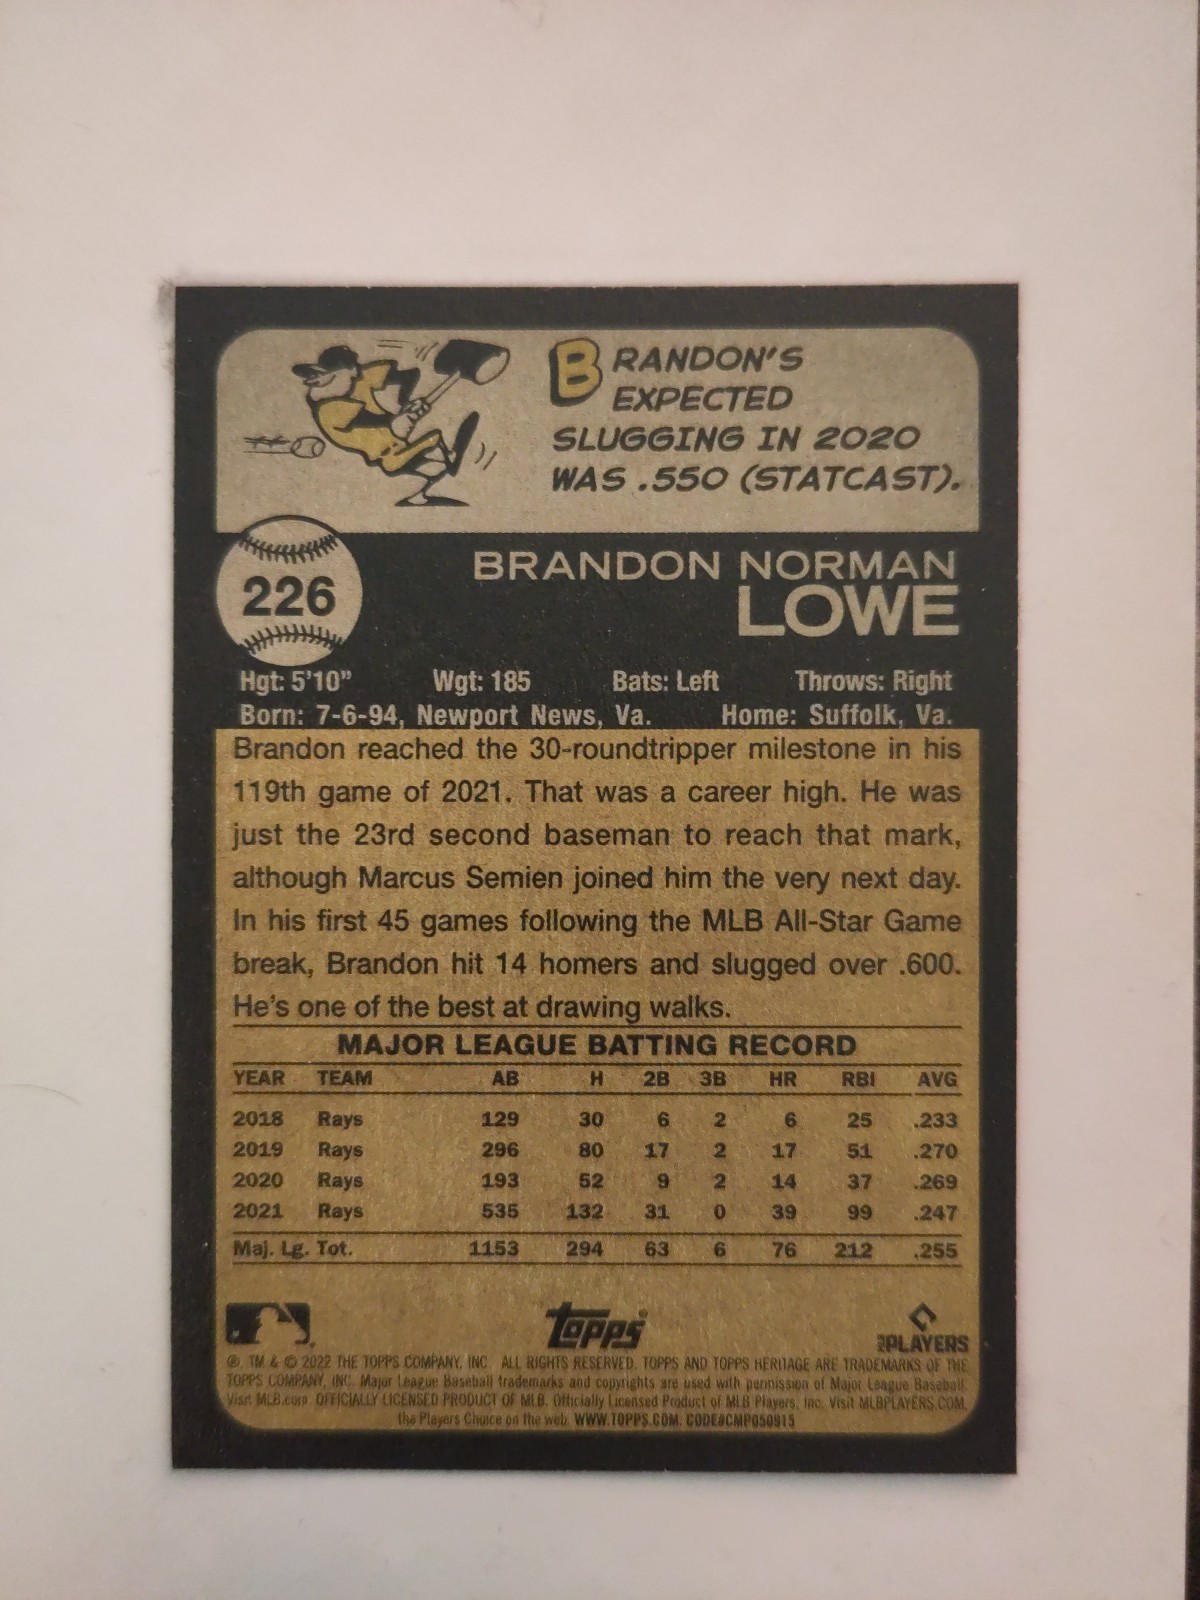 BRANDON'S
EXPECTED
SLUGGING IN 2020
WAS .550 (STATCAST).
226
BRANDON NORMAN
LOWE
Hgt: 5'10" Wgt: 185 Bats: Left Throws: Right
Born: 7-6-94, Newport News, Va. Home: Suffolk, Va.
Brandon reached the 30-roundtripper milestone in his
119th game of 2021. That was a career high. He was
just the 23rd second baseman to reach that mark,
although Marcus Semien joined him the very next day.
In his first 45 games following the MLB All-Star Game
break, Brandon hit 14 homers and slugged over .600.
He's one of the best at drawing walks.
MAJOR LEAGUE BATTING RECORD
YEAR TEAM AB H 2B 3B HR RBI AVG
2018 Rays 129 30 6 2 6 25 .233
2019 Rays 296 80 17 2 17 51 .270
2020 Rays 193 52 9 2 14 37 .269
2021 Rays 535 132 31 0 39 99 .247
Maj. Lg. Tot. 1153 294 63 6 76 212 .255
Topps
MLB PLAYERS
®, TM & © 2022 THE TOPPS COMPANY, INC. ALL RIGHTS RESERVED. TOPPS AND TOPPS HERITAGE ARE TRADEMARKS OF THE
TOPPS COMPANY, INC. Major League Baseball trademarks and copyrights are used with permission of Major League Baseball.
Visit MLB.com. OFFICIALLY LICENSED PRODUCT OF MLB. Officially Licensed Product of MLB Players, Inc. Visit MLBPLAYERS.COM,
the Players Choice on the web. WWW.TOPPS.COM. CODE#CMP050915